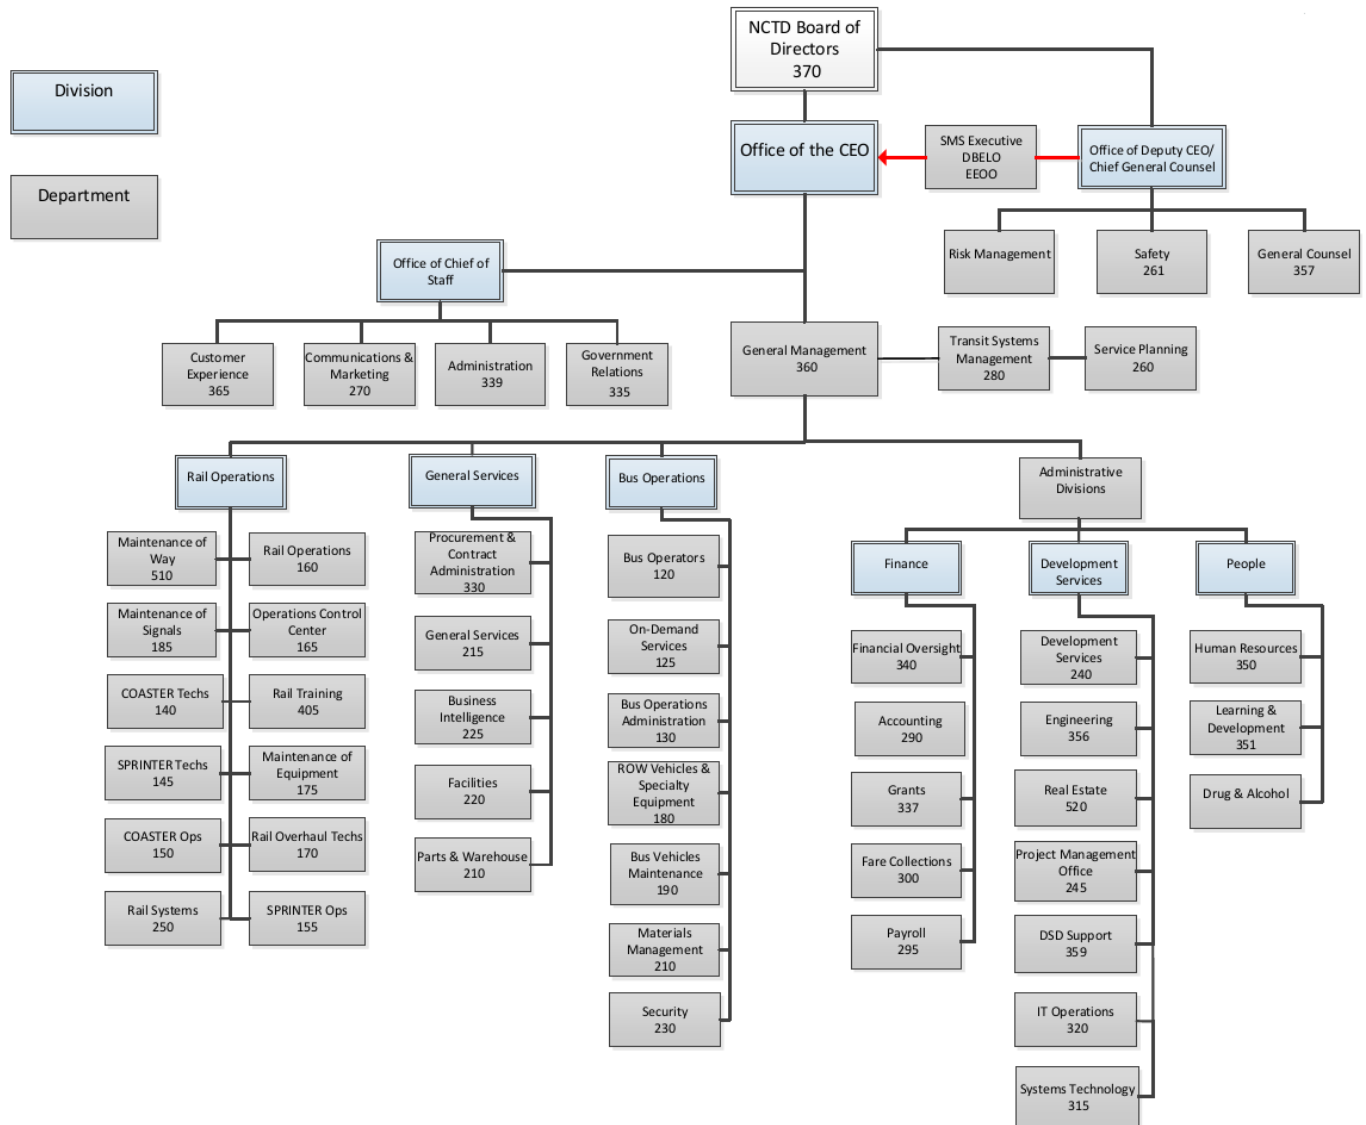 NCTD Board of
Directors
370
Division
Office of the CEO
SMS Executive
DBELO
EEOO
Office of Deputy CEO/
Chief General Counsel
Department
Risk Management
Safety
261
General Counsel
357
Office of Chief of
Staff
Customer
Experience
365
Communications &
Marketing
270
Administration
339
Government
Relations
335
General Management
360
Transit Systems
Management
280
Service Planning
260
Rail Operations
General Services
Bus Operations
Administrative
Divisions
Maintenance of
Way
510
Rail Operations
160
Maintenance of
Signals
185
Operations Control
Center
165
COASTER Techs
140
Rail Training
405
SPRINTER Techs
145
Maintenance of
Equipment
175
COASTER Ops
150
Rail Overhaul Techs
170
Rail Systems
250
SPRINTER Ops
155
Procurement &
Contract
Administration
330
General Services
215
Business
Intelligence
225
Facilities
220
Parts & Warehouse
210
Bus Operators
120
On-Demand
Services
125
Bus Operations
Administration
130
ROW Vehicles &
Specialty
Equipment
180
Bus Vehicles
Maintenance
190
Materials
Management
210
Security
230
Finance
Development
Services
People
Financial Oversight
340
Accounting
290
Grants
337
Fare Collections
300
Payroll
295
Development
Services
240
Engineering
356
Real Estate
520
Project Management
Office
245
DSD Support
359
IT Operations
320
Systems Technology
315
Human Resources
350
Learning &
Development
351
Drug & Alcohol